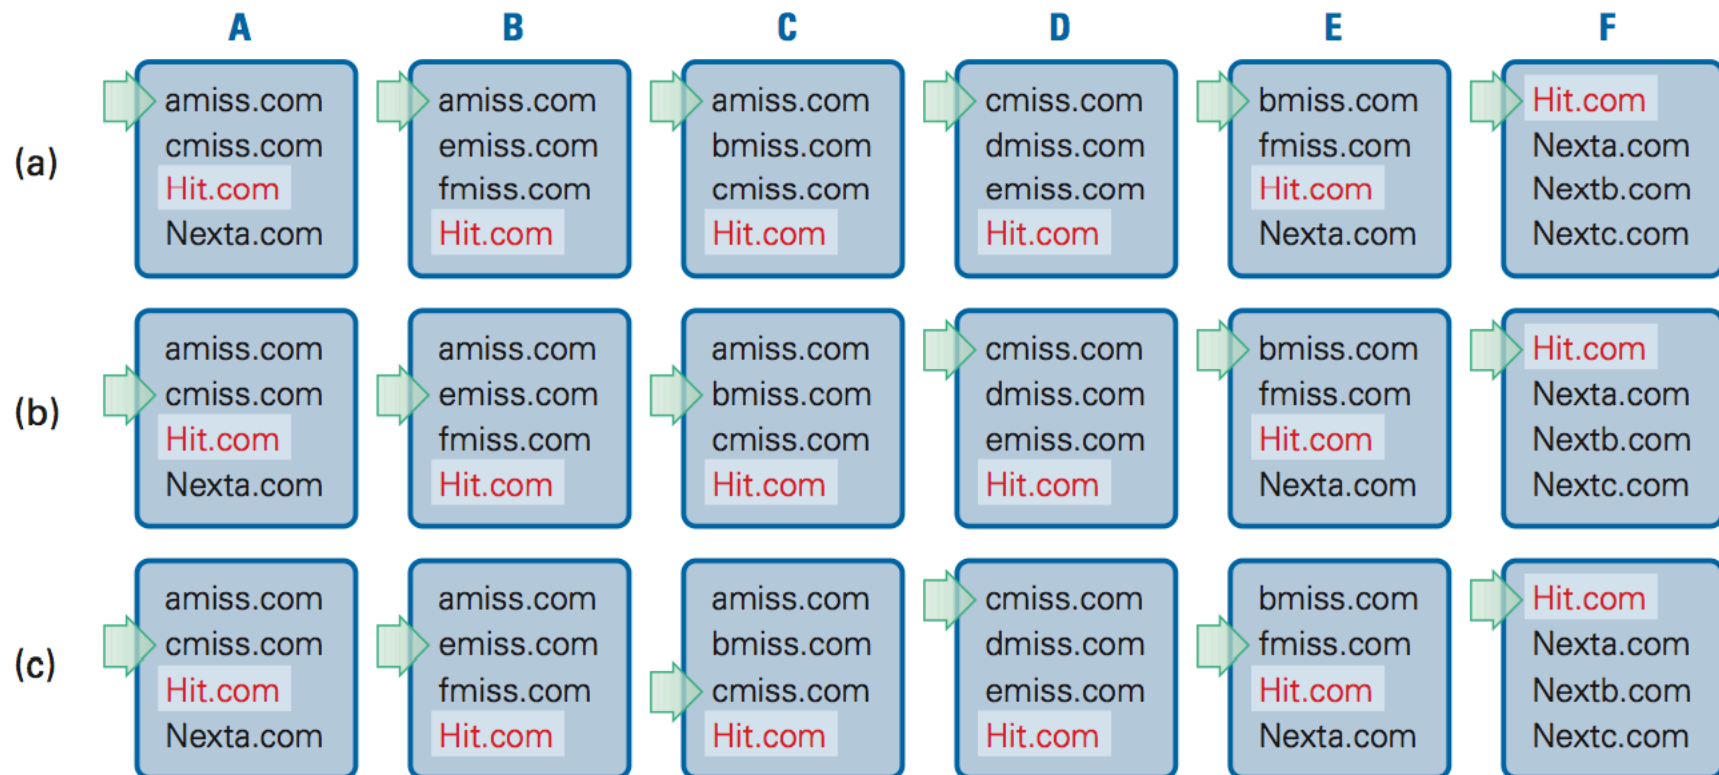 A B C D E F
(a)
amiss.com amiss.com amiss.com cmiss.com bmiss.com Hit.com
cmiss.com emiss.com bmiss.com dmiss.com fmiss.com Nexta.com
Hit.com fmiss.com cmiss.com emiss.com Hit.com Nextb.com
Nexta.com Hit.com Hit.com Hit.com Nexta.com Nextc.com
(b)
amiss.com amiss.com amiss.com cmiss.com bmiss.com Hit.com
cmiss.com emiss.com bmiss.com dmiss.com fmiss.com Nexta.com
Hit.com fmiss.com cmiss.com emiss.com Hit.com Nextb.com
Nexta.com Hit.com Hit.com Hit.com Nexta.com Nextc.com
(c)
amiss.com amiss.com amiss.com cmiss.com bmiss.com Hit.com
cmiss.com emiss.com bmiss.com dmiss.com fmiss.com Nexta.com
Hit.com fmiss.com cmiss.com emiss.com Hit.com Nextb.com
Nexta.com Hit.com Hit.com Hit.com Nexta.com Nextc.com